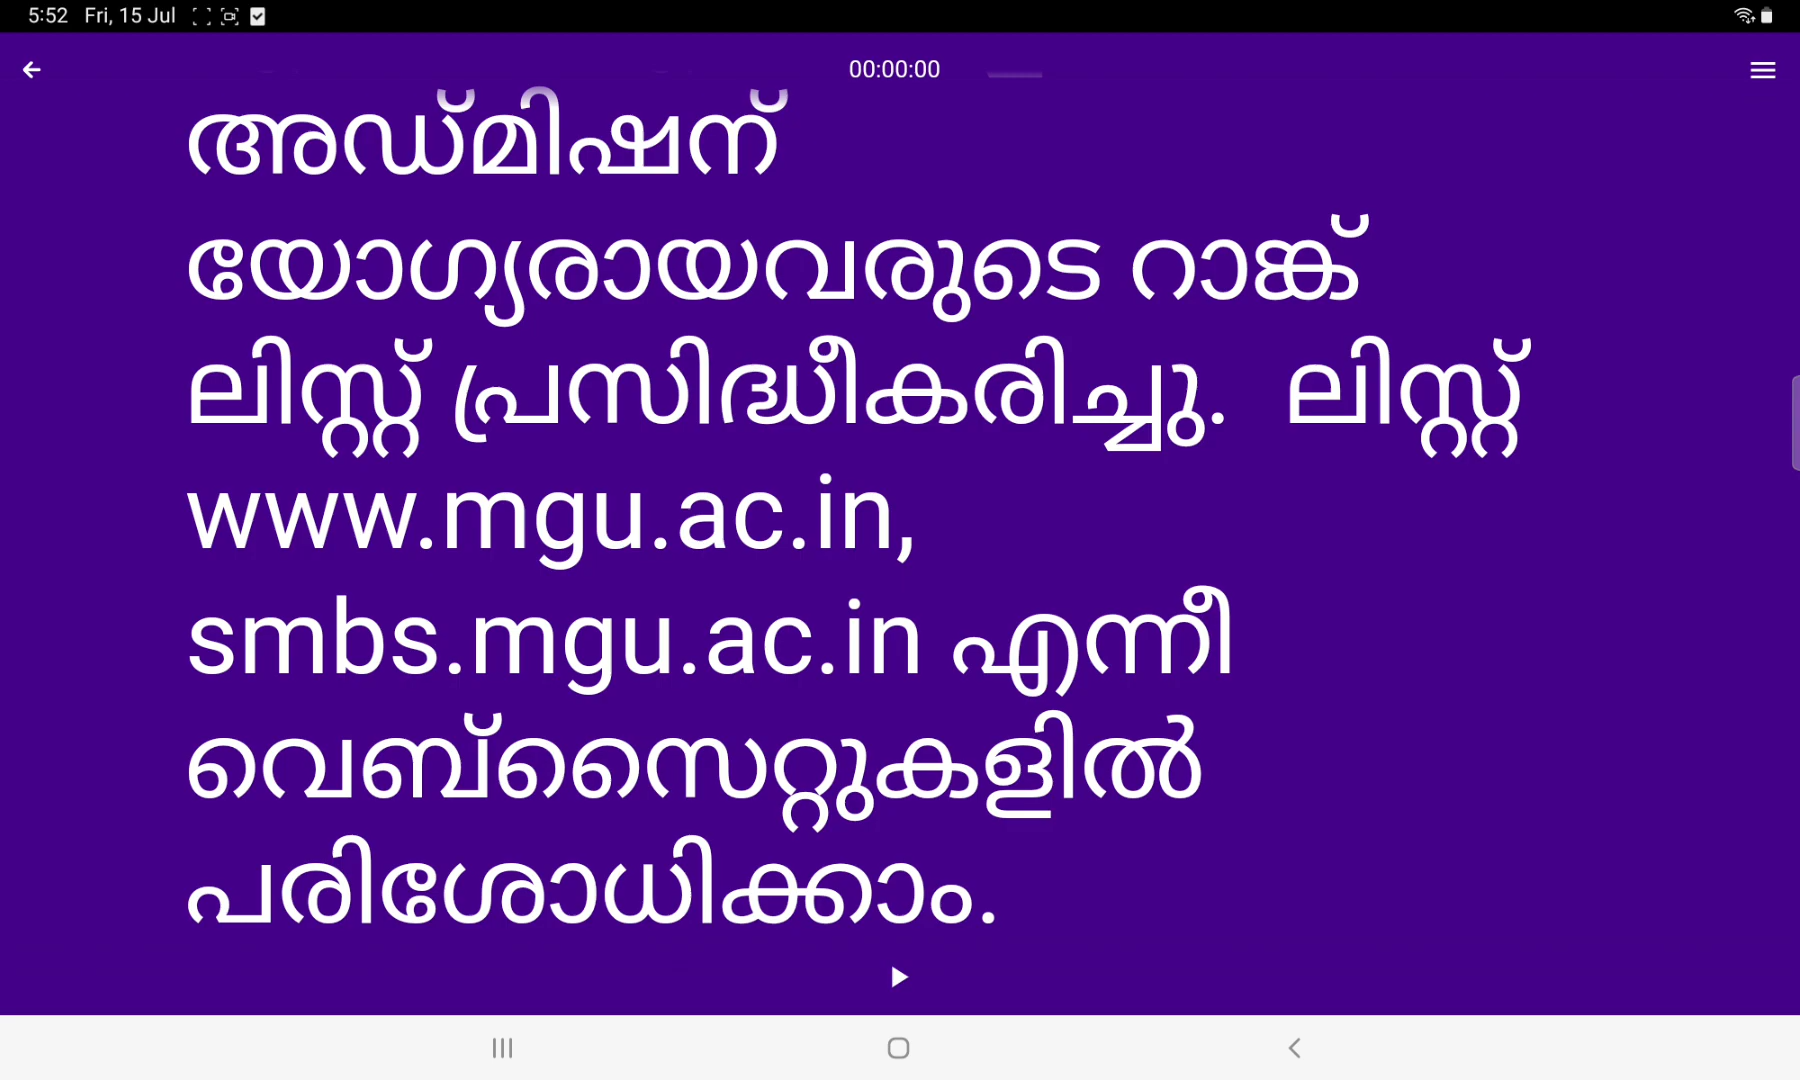 5:52 Fri, 15 Jul
00:00:00
അഡ്മിഷന്
യോഗ്യരായവരുടെ റാങ്ക്
ലിസ്റ്റ് പ്രസിദ്ധീകരിച്ചു. ലിസ്റ്റ്
www.mgu.ac.in,
smbs.mgu.ac.in എന്നീ
വെബ്സൈറ്റുകളിൽ
പരിശോധിക്കാം.